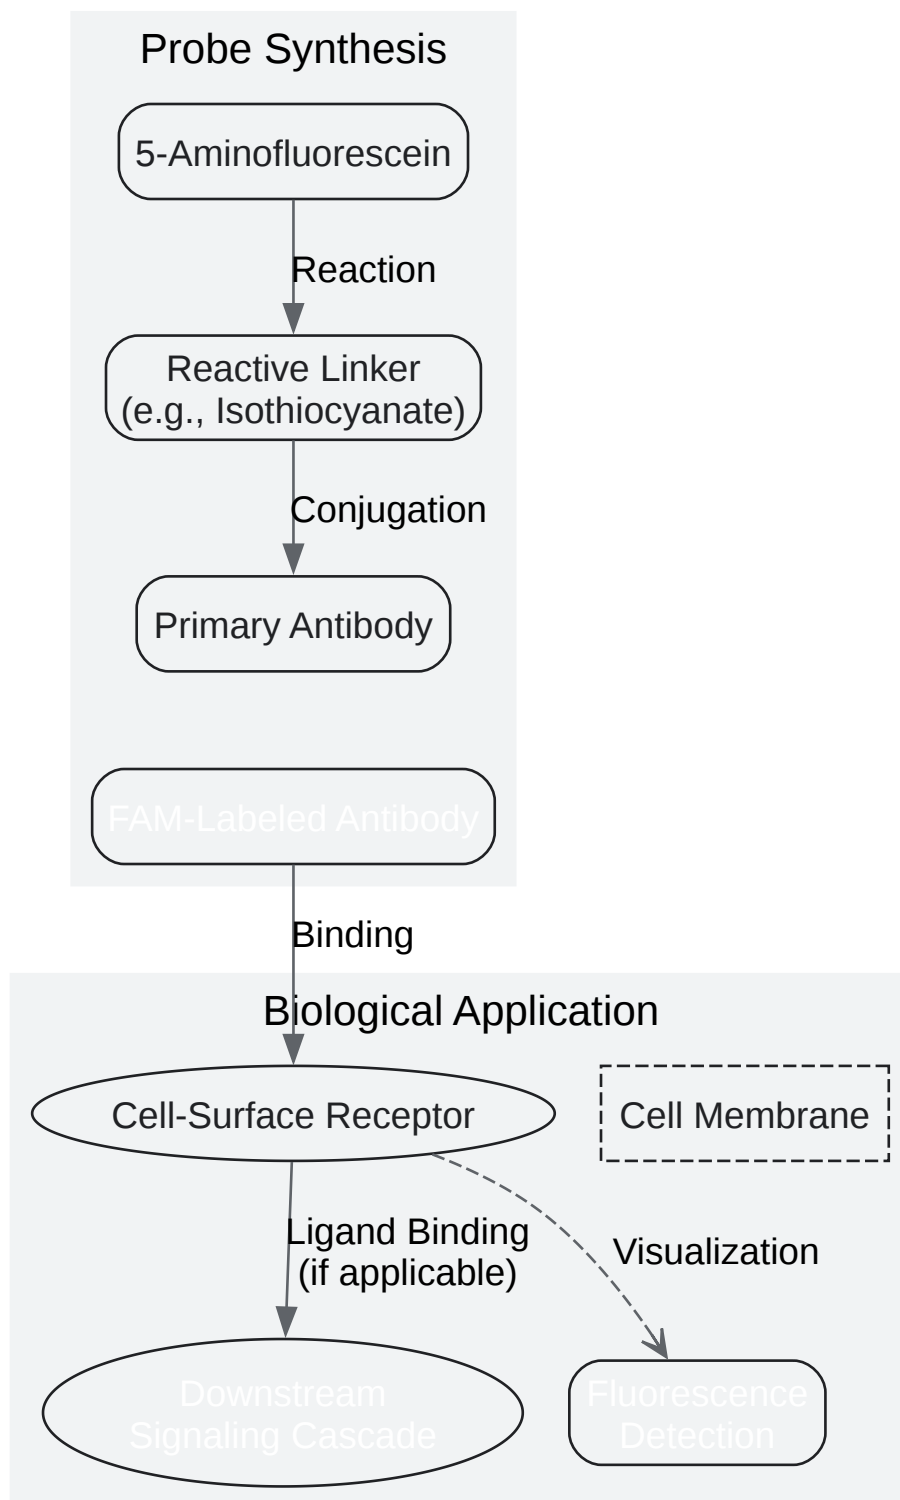 Probe Synthesis
5-Aminofluorescein
Reaction
Reactive Linker
(e.g., Isothiocyanate)
Conjugation
Primary Antibody
FAM-Labeled Antibody
Binding
Biological Application
Cell-Surface Receptor
Cell Membrane
Ligand Binding
(if applicable)
Visualization
Downstream
Signaling Cascade
Fluorescence
Detection